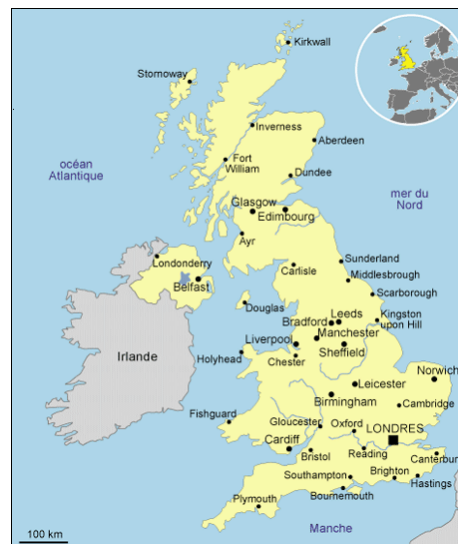 Kirkwall
Stornoway
Inverness
Aberdeen
océan
Atlantique
Fort
William
Dundee
mer du
Nord
Glasgow
Edimbourg
Ayr
Londonderry
Carlisle
Sunderland
Middlesbrough
Belfast
Scarborough
Douglas
Leeds
Kingston
upon Hill
Bradford
Manchester
Liverpool
Irlande
Holyhead
Chester
Sheffield
Norwich
Leicester
Birmingham
Cambridge
Fishguard
Gloucester
Oxford
LONDRES
Cardiff
Bristol
Reading
Canterbur
Southampton
Brighton
Hastings
Plymouth
Bournemouth
Manche
100 km